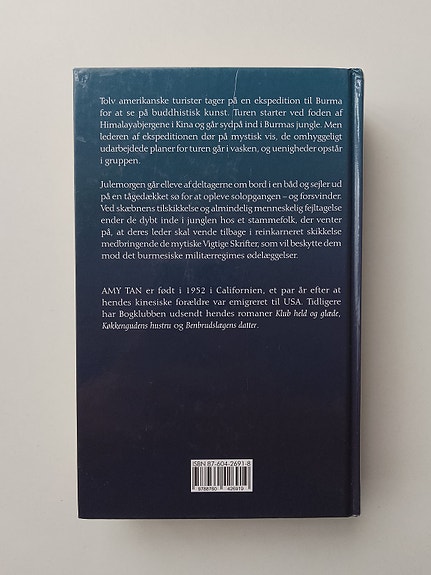 Tolv amerikanske turister tager på en ekspedition til Burma
for at se på buddhistisk kunst. Turen starter ved foden af
Himalayabjergene i Kina og går sydpå ind i Burmas jungle. Men
lederen af ekspeditionen dør på mystisk vis, de omhyggeligt
udarbejdede planer for turen går i vasken, og uenigheder opstår
i gruppen.
Julemorgen går elleve af deltagerne om bord i en båd og sejler ud
på en tågedækket sø for at opleve solopgangen – og forsvinder.
Ved skæbnens tilskikkelse og almindelig menneskelig fejltagelse
ender de dybt inde i junglen hos et stammefolk, der venter
på, at deres leder skal vende tilbage i reinkarneret skikkelse
medbringende de mytiske Vigtige Skrifter, som vil beskytte dem
mod det burmesiske militærregimes ødelæggelser.
AMY TAN er født i 1952 i Californien, et par år efter at
hendes kinesiske forældre var emigreret til USA. Tidligere
har Bogklubben udsendt hendes romaner Klub held og glæde,
Køkkengudens hustru og Benbrudslægens datter.
ISBN 87-604-2691-8
9788760 426919